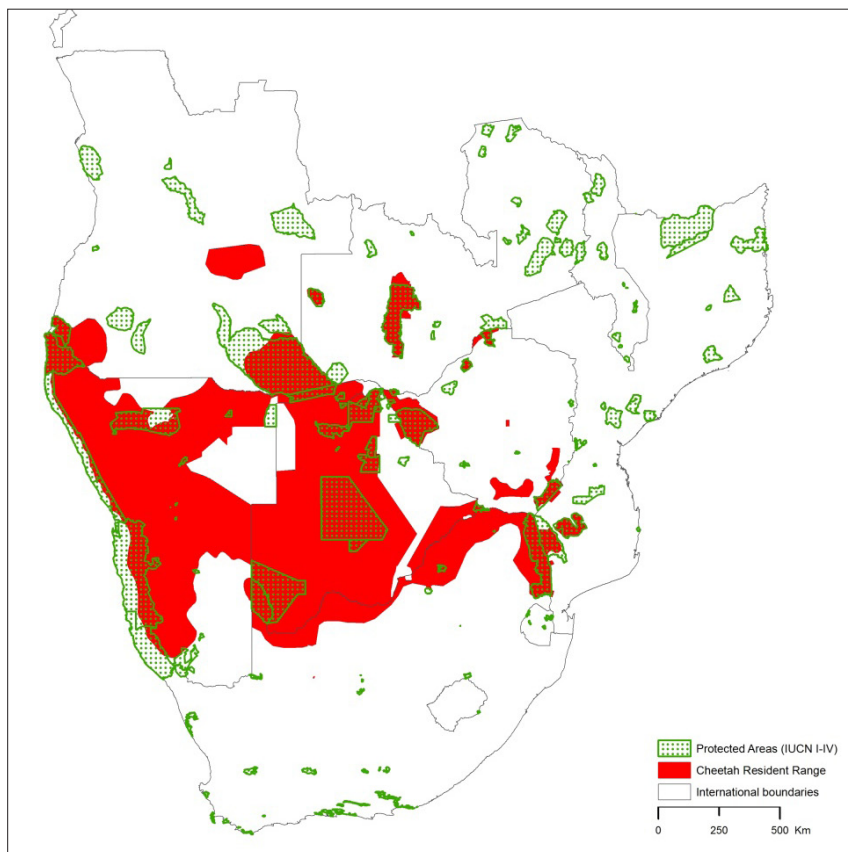 Protected Areas (IUCN I-IV)
Cheetah Resident Range
International boundaries
0 250 500 Km